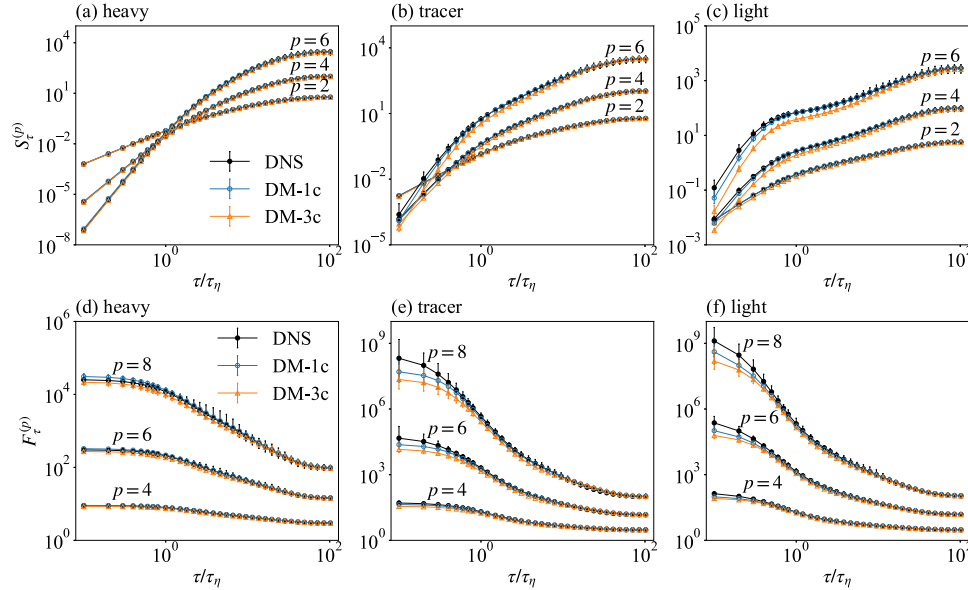 (a) heavy
(b) tracer
(c) light
S_τ^(p)
10^4
10^1
10^-2
10^-5
10^-8
p = 6
p = 4
p = 2
DNS
DM-1c
DM-3c
10^0
10^2
τ/τ_η
10^4
10^1
10^-2
10^-5
p = 6
p = 4
p = 2
10^0
10^2
τ/τ_η
10^3
10^1
10^-1
10^-3
p = 6
p = 4
p = 2
10^0
10^2
τ/τ_η
(d) heavy
(e) tracer
(f) light
F_τ^(p)
10^6
10^4
10^2
10^0
p = 8
p = 6
p = 4
DNS
DM-1c
DM-3c
10^0
10^2
τ/τ_η
10^9
10^6
10^3
10^0
p = 8
p = 6
p = 4
10^0
10^2
τ/τ_η
10^9
10^6
10^3
10^0
p = 8
p = 6
p = 4
10^0
10^2
τ/τ_η